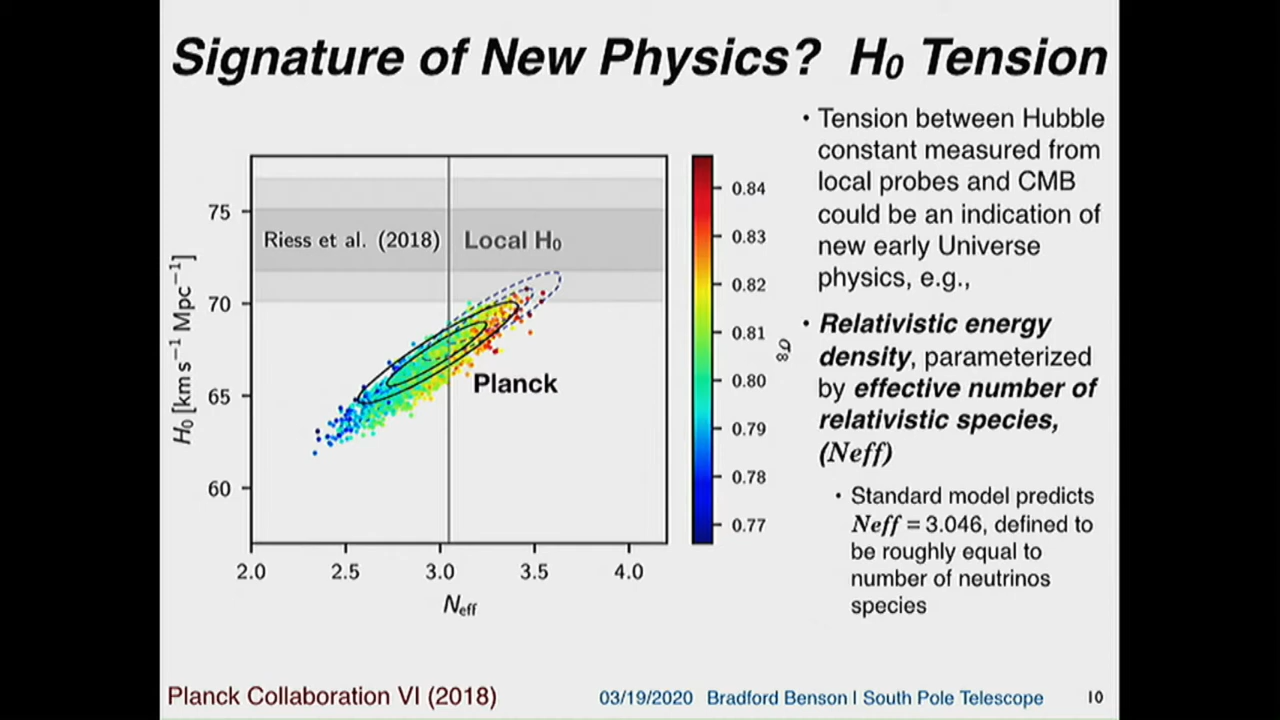 Signature of New Physics? H₀ Tension
• Tension between Hubble
constant measured from
local probes and CMB
could be an indication of
new early Universe
physics, e.g.,
• Relativistic energy
density, parameterized
by effective number of
relativistic species,
(Neff)
• Standard model predicts
Neff = 3.046, defined to
be roughly equal to
number of neutrinos
species
75
70
65
60
H₀ [km s⁻¹ Mpc⁻¹]
Riess et al. (2018)
Local H₀
Planck
2.0 2.5 3.0 3.5 4.0
N_eff
0.84
0.83
0.82
0.81
0.80
0.79
0.78
0.77
σ₈
Planck Collaboration VI (2018)
03/19/2020 Bradford Benson | South Pole Telescope
10